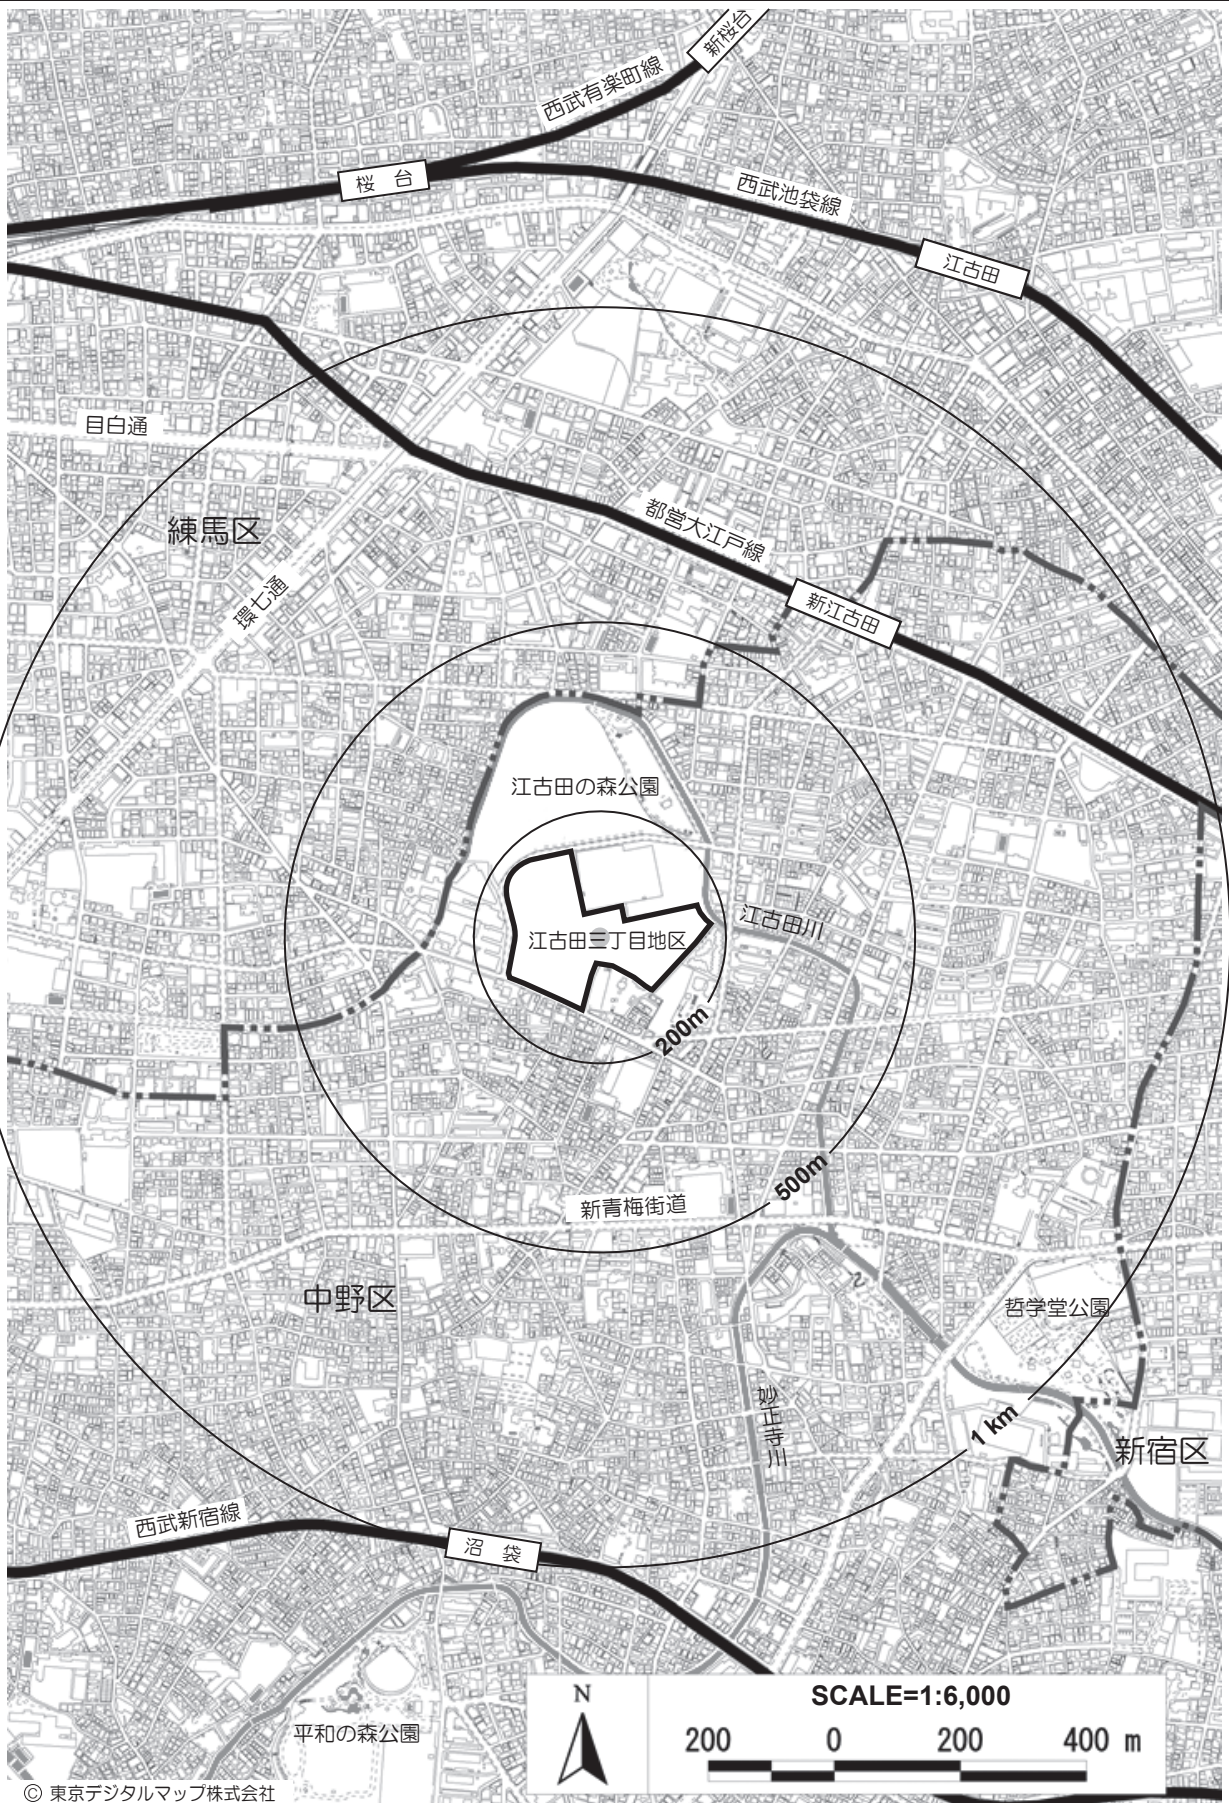 新桜台
西武有楽町線
桜 台
西武池袋線
江古田
目白通
練馬区
都営大江戸線
環七通
新江古田
江古田の森公園
江古田川
江古田三丁目地区
200m
500m
新青梅街道
中野区
哲学堂公園
妙正寺川
1 km
新宿区
西武新宿線
沼 袋
平和の森公園
N
SCALE=1:6,000
200 0 200 400 m
© 東京デジタルマップ株式会社